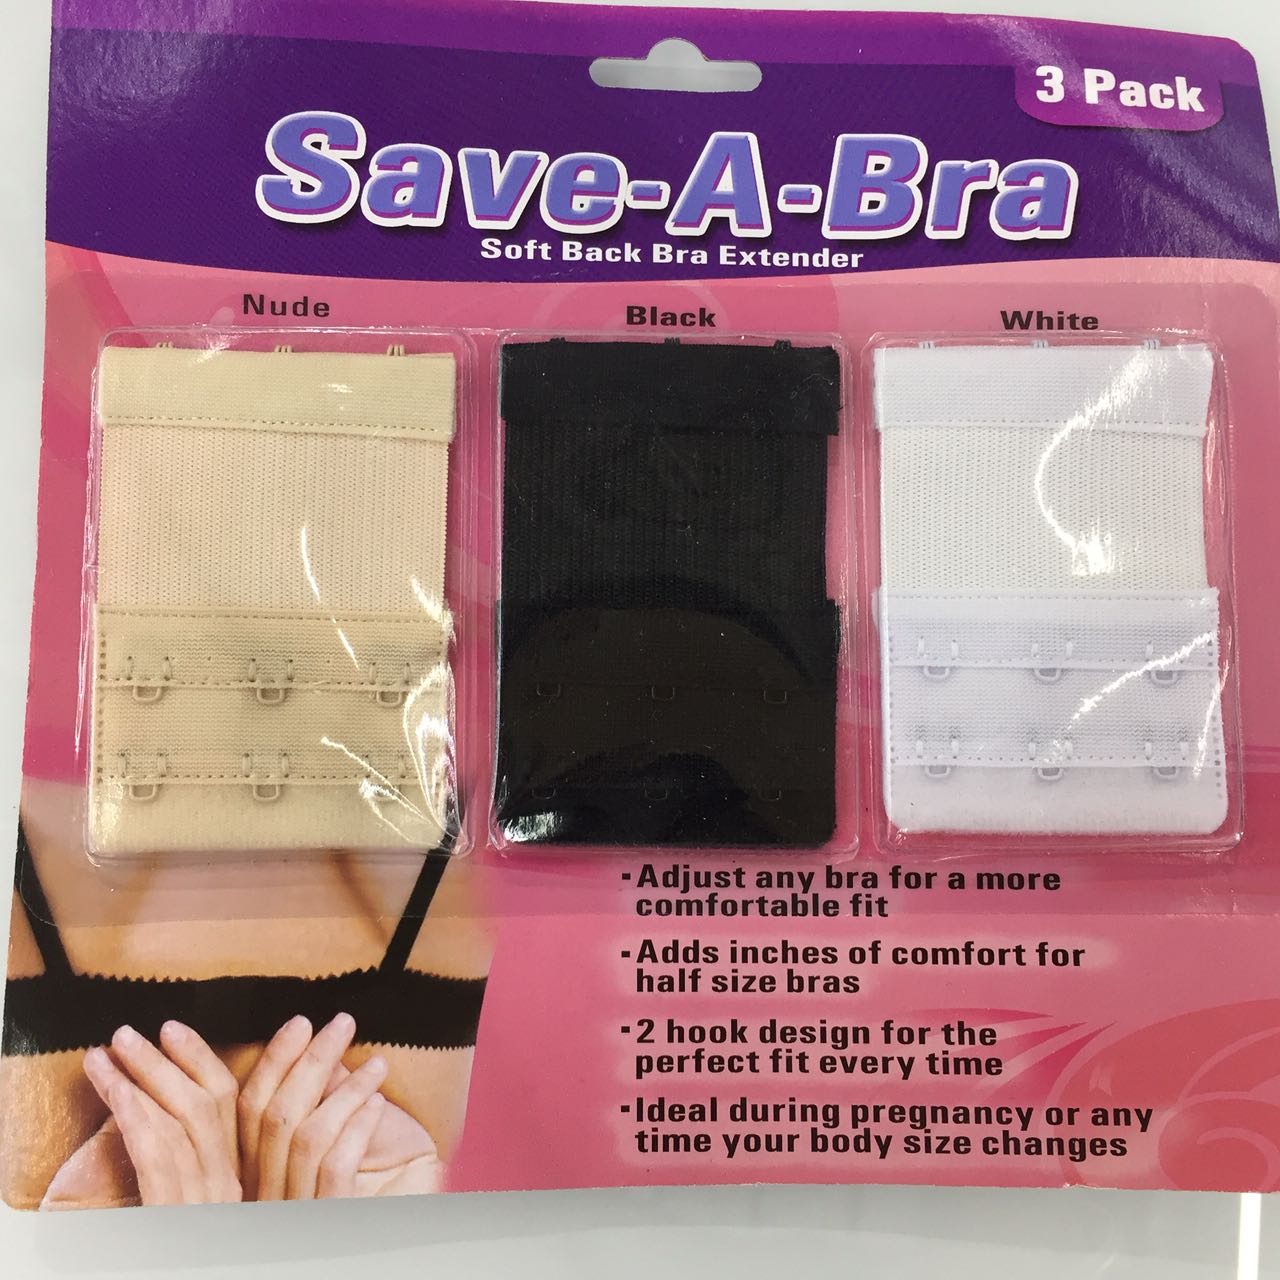 3 Pack
Save-A-Bra
Soft Back Bra Extender
Nude
Black
White
-Adjust any bra for a more
comfortable fit
-Adds inches of comfort for
half size bras
-2 hook design for the
perfect fit every time
-Ideal during pregnancy or any
time your body size changes